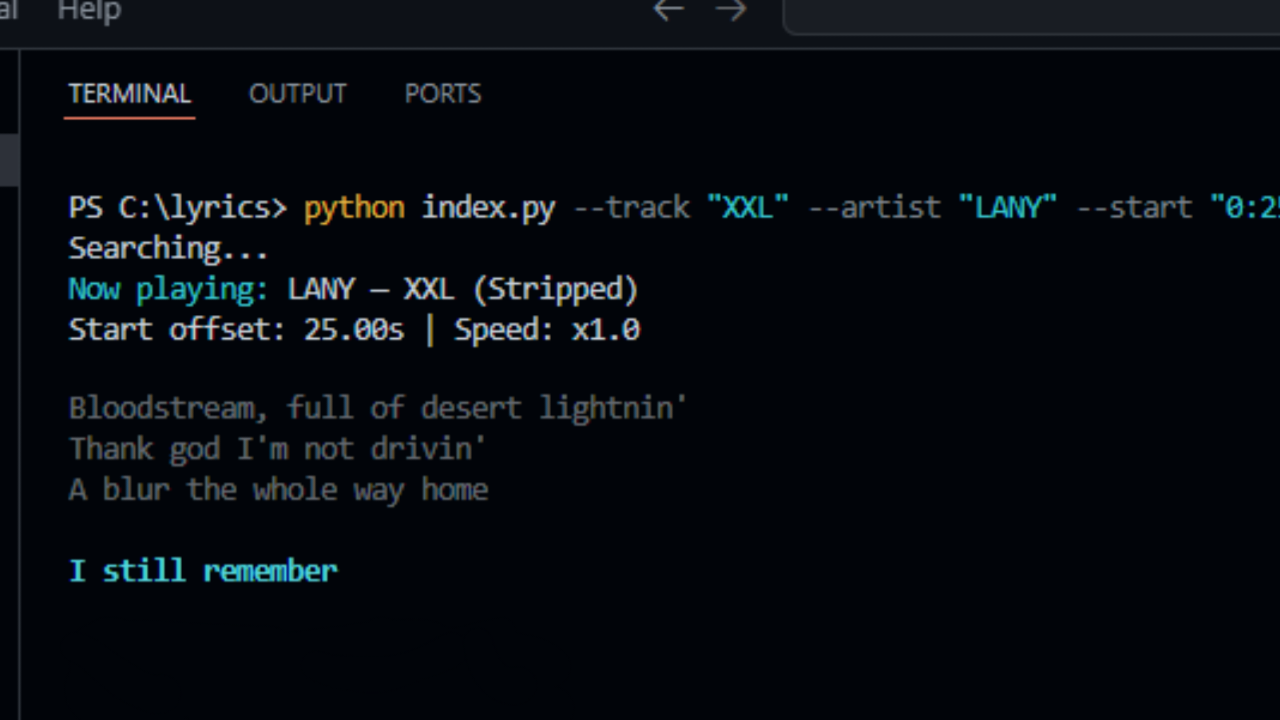 al Help
TERMINAL OUTPUT PORTS
PS C:\lyrics> python index.py --track "XXL" --artist "LANY" --start "0:25
Searching...
Now playing: LANY – XXL (Stripped)
Start offset: 25.00s | Speed: x1.0
Bloodstream, full of desert lightnin'
Thank god I'm not drivin'
A blur the whole way home
I still remember